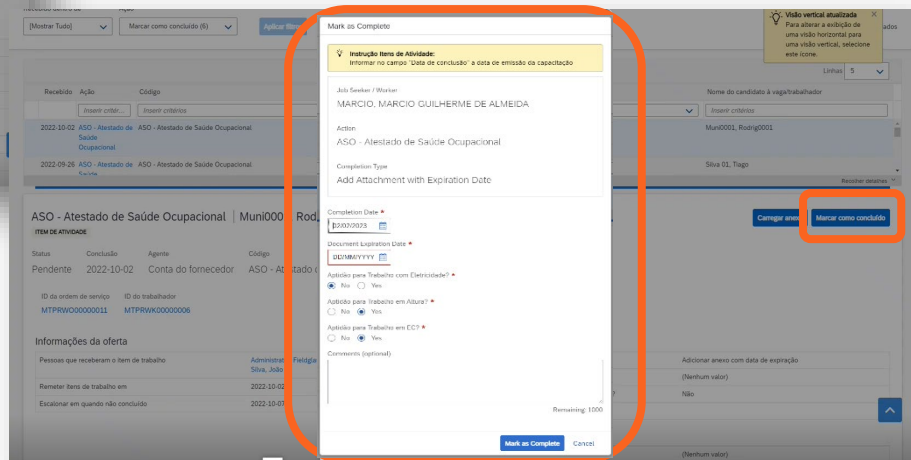 [Mostrar Tudo]
Marcar como concluído (6)
Aplicar filtros
Visão vertical atualizada
Para alterar a exibição de
uma visão horizontal para
uma visão vertical, selecione
este ícone.
Linhas 5
Recebido Ação Código Nome do candidato à vaga/trabalhador
Inserir critér... Inserir critérios Inserir critérios
2022-10-02 ASO - Atestado de ASO - Atestado de Saúde Ocupacional Muni0001, Rodrig0001
Saúde
Ocupacional
2022-09-26 ASO - Atestado de ASO - Atestado de Saúde Ocupacional Silva 01, Tiago
Saúde
Recolher detalhes
ASO - Atestado de Saúde Ocupacional | Muni000 Rod
Carregar anexo Marcar como concluído
ITEM DE ATIVIDADE
Status Conclusão Agente Código
Pendente 2022-10-02 Conta do fornecedor ASO - Atestado
ID da ordem de serviço ID do trabalhador
MTPRWO00000011 MTPRWK00000006
Informações da oferta
Pessoas que receberam o item de trabalho Administrat Fieldgla Adicionar anexo com data de expiração
Silva, João (Nenhum valor)
Remeter itens de trabalho em 2022-10-02
? Não
Escalonar em quando não concluído 2022-10-07
(Nenhum valor)
Mark as Complete
Instrução Itens de Atividade:
Informar no campo "Data de conclusão" a data de emissão da capacitação
Job Seeker / Worker
MARCIO, MARCIO GUILHERME DE ALMEIDA
Action
ASO - Atestado de Saúde Ocupacional
Completion Type
Add Attachment with Expiration Date
Completion Date *
02/02/2023
Document Expiration Date *
DD/MM/YYYY
Aptidão para Trabalho com Eletricidade? *
No Yes
Aptidão para Trabalho em Altura? *
No Yes
Aptidão para Trabalho em EC? *
No Yes
Comments (optional)
Remaining: 1000
Mark as Complete Cancel